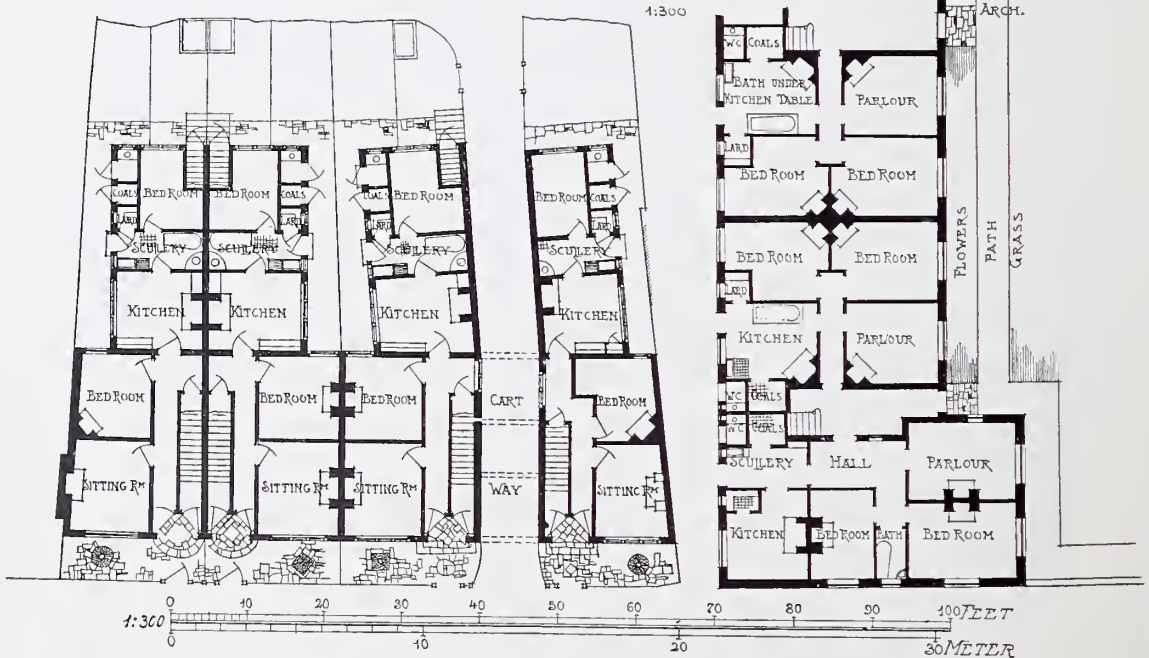 1:300
ARCH.
WC COALS
BATH UNDER
KITCHEN TABLE
PARLOUR
LARD
BED ROOM BED ROOM
BED ROOM BED ROOM
LARD
KITCHEN PARLOUR
WC COALS
WC COALS
SCULLERY HALL PARLOUR
KITCHEN BED ROOM BATH BED ROOM
FLOWERS
PATH
GRASS
COALS BED ROOM BED ROOM COALS
LARD LARD
SCULLERY SCULLERY
KITCHEN KITCHEN
BED ROOM BED ROOM BED ROOM
SITTING RM SITTING RM SITTING RM
COALS BED ROOM
LARD
SCULLERY
KITCHEN
CART
WAY
BED ROOM COALS
LARD
SCULLERY
KITCHEN
BED ROOM
SITTING RM
1:300
0 10 20 30 40 50 60 70 80 90 100 FEET
0 10 20 30 METER